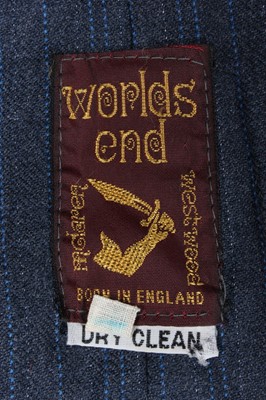 worlds
end
mclaren
westwood
BORN IN ENGLAND
DRY CLEAN